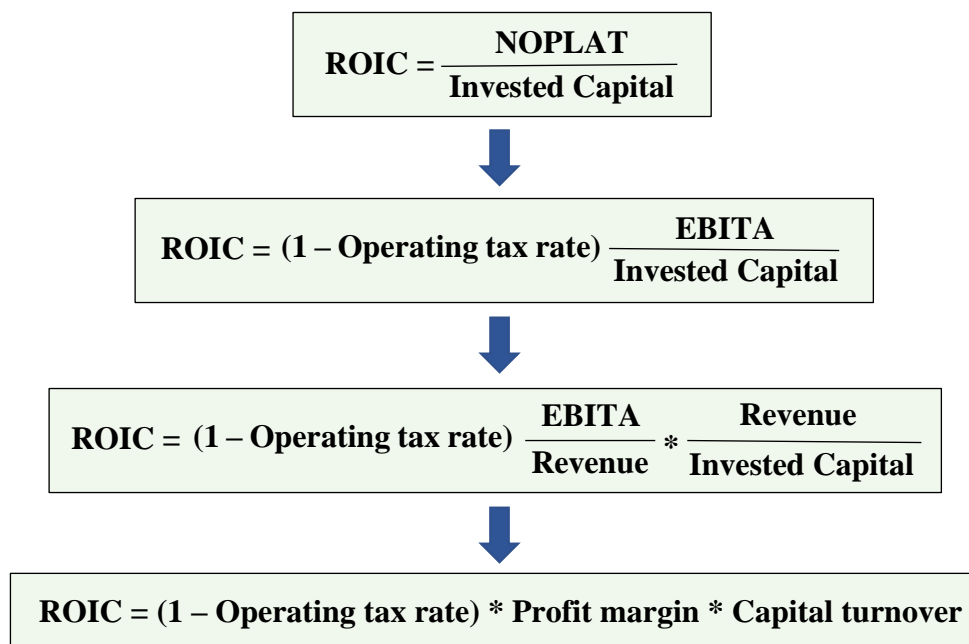 ROIC = NOPLAT / Invested Capital
ROIC = (1 – Operating tax rate) EBITA / Invested Capital
ROIC = (1 – Operating tax rate) EBITA / Revenue * Revenue / Invested Capital
ROIC = (1 – Operating tax rate) * Profit margin * Capital turnover